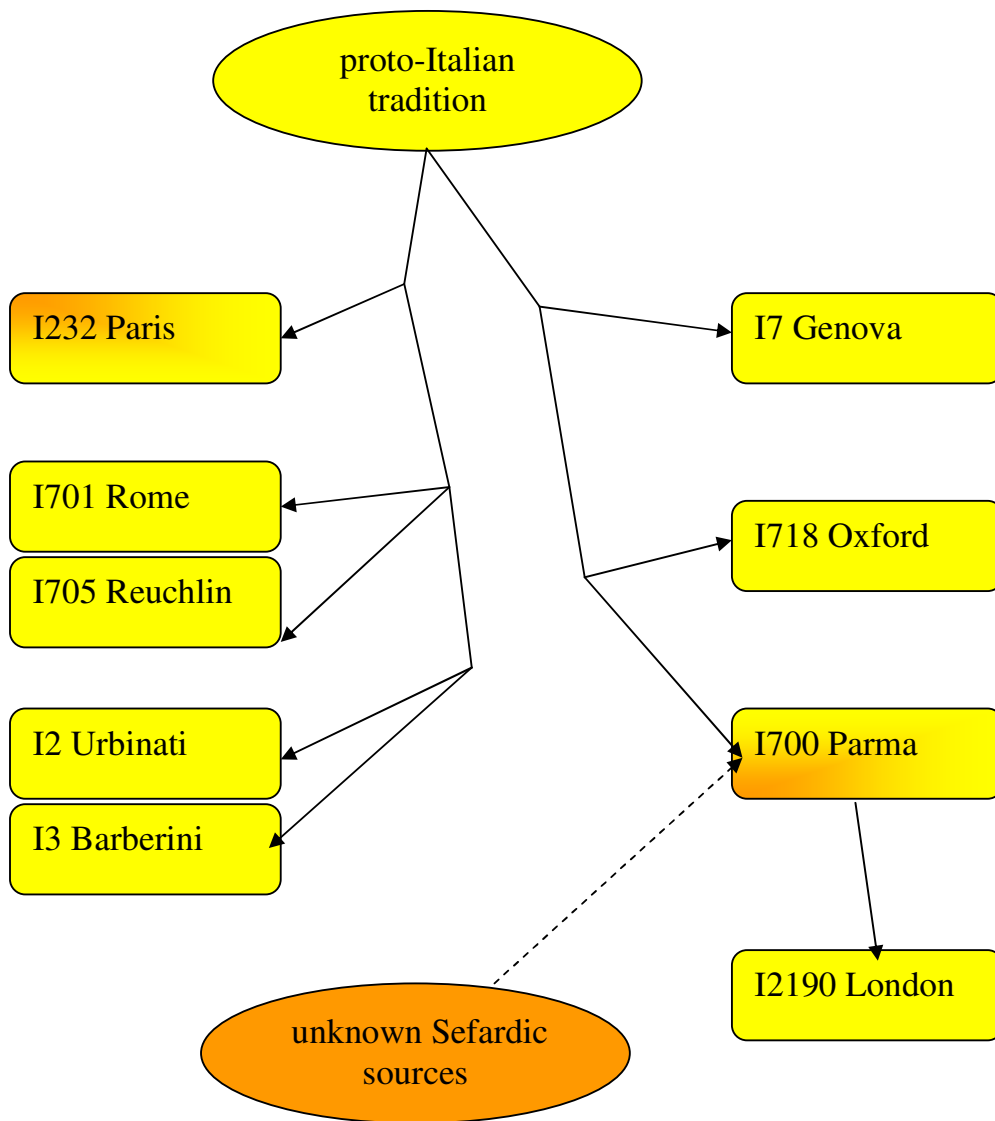 proto-Italian
tradition
I232 Paris
I7 Genova
I701 Rome
I718 Oxford
I705 Reuchlin
I2 Urbinati
I700 Parma
I3 Barberini
I2190 London
unknown Sefardic
sources